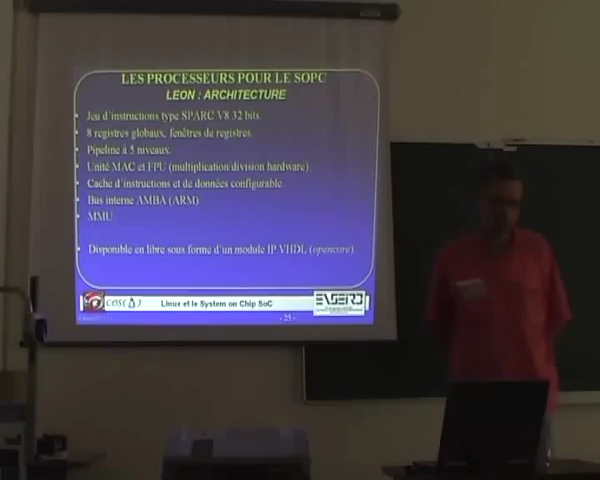 LES PROCESSEURS POUR LE SOPC
LEON : ARCHITECTURE
Jeu d'instructions type SPARC V8 32 bits.
8 registres globaux, fenêtres de registres.
Pipeline à 5 niveaux.
Unité MAC et FPU (multiplication/division hardware).
Cache d'instructions et de données configurable.
Bus interne AMBA (ARM)
MMU
Disponible en libre sous forme d'un module IP VHDL (opencore).
Linux et le System on Chip SoC
ENSEIRB
- 25 -